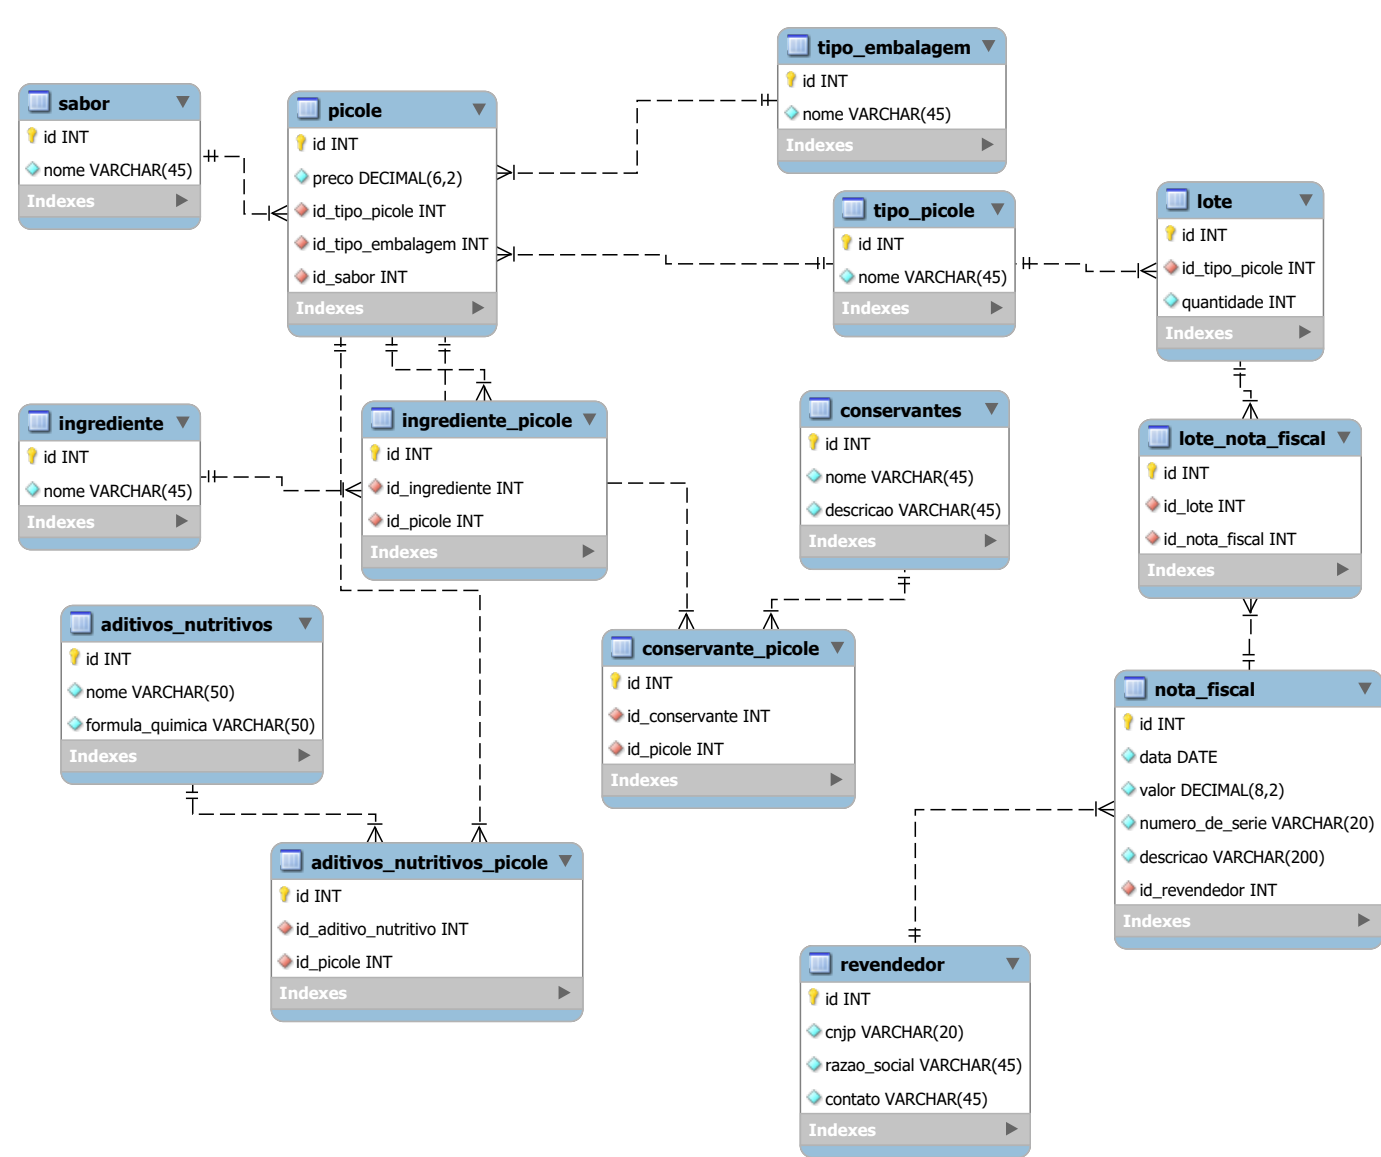 tipo_embalagem
id INT
nome VARCHAR(45)
Indexes
sabor
id INT
nome VARCHAR(45)
Indexes
picole
id INT
preco DECIMAL(6,2)
id_tipo_picole INT
id_tipo_embalagem INT
id_sabor INT
Indexes
tipo_picole
id INT
nome VARCHAR(45)
Indexes
lote
id INT
id_tipo_picole INT
quantidade INT
Indexes
ingrediente
id INT
nome VARCHAR(45)
Indexes
ingrediente_picole
id INT
id_ingrediente INT
id_picole INT
Indexes
conservantes
id INT
nome VARCHAR(45)
descricao VARCHAR(45)
Indexes
lote_nota_fiscal
id INT
id_lote INT
id_nota_fiscal INT
Indexes
aditivos_nutritivos
id INT
nome VARCHAR(50)
formula_quimica VARCHAR(50)
Indexes
conservante_picole
id INT
id_conservante INT
id_picole INT
Indexes
nota_fiscal
id INT
data DATE
valor DECIMAL(8,2)
numero_de_serie VARCHAR(20)
descricao VARCHAR(200)
id_revendedor INT
Indexes
aditivos_nutritivos_picole
id INT
id_aditivo_nutritivo INT
id_picole INT
Indexes
revendedor
id INT
cnjp VARCHAR(20)
razao_social VARCHAR(45)
contato VARCHAR(45)
Indexes